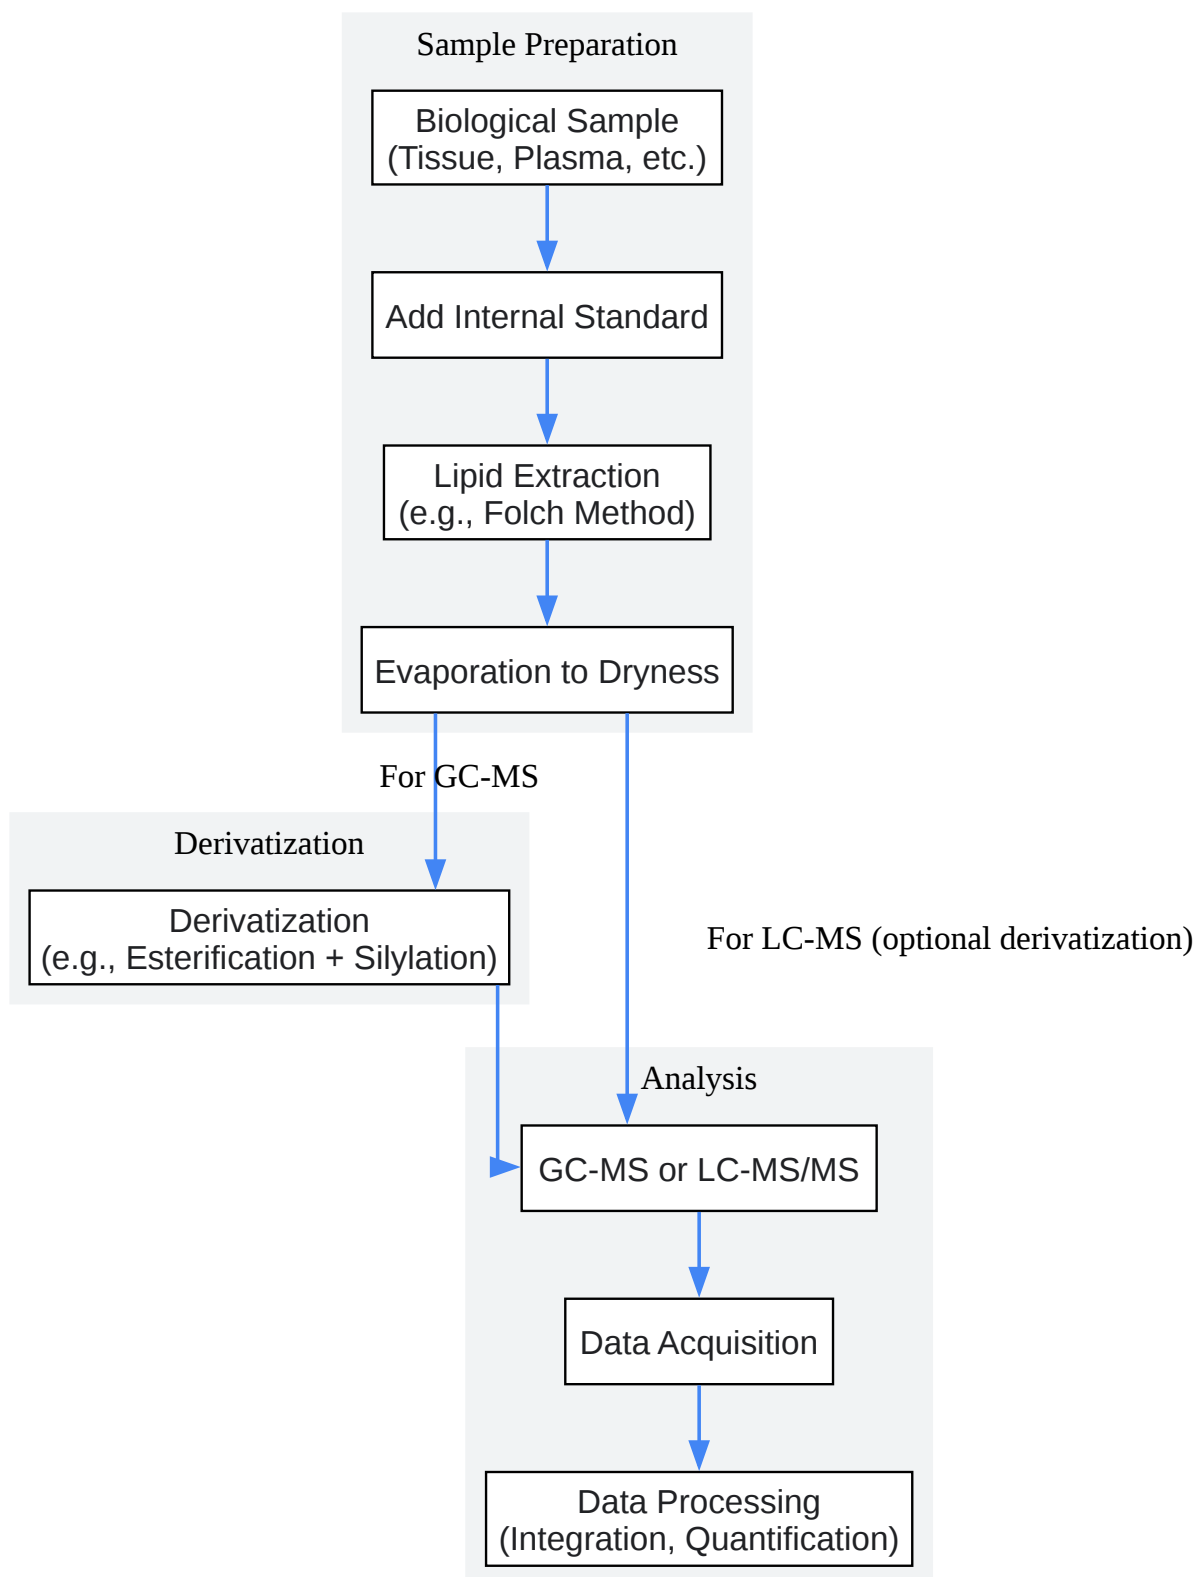 Sample Preparation
Biological Sample
(Tissue, Plasma, etc.)
Add Internal Standard
Lipid Extraction
(e.g., Folch Method)
Evaporation to Dryness
For GC-MS
Derivatization
Derivatization
(e.g., Esterification + Silylation)
For LC-MS (optional derivatization)
Analysis
GC-MS or LC-MS/MS
Data Acquisition
Data Processing
(Integration, Quantification)